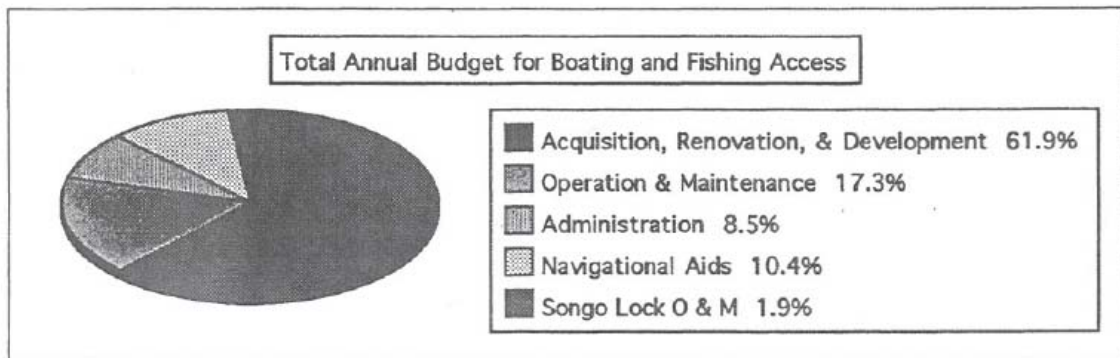 Total Annual Budget for Boating and Fishing Access
Acquisition, Renovation, & Development 61.9%
Operation & Maintenance 17.3%
Administration 8.5%
Navigational Aids 10.4%
Songo Lock O & M 1.9%